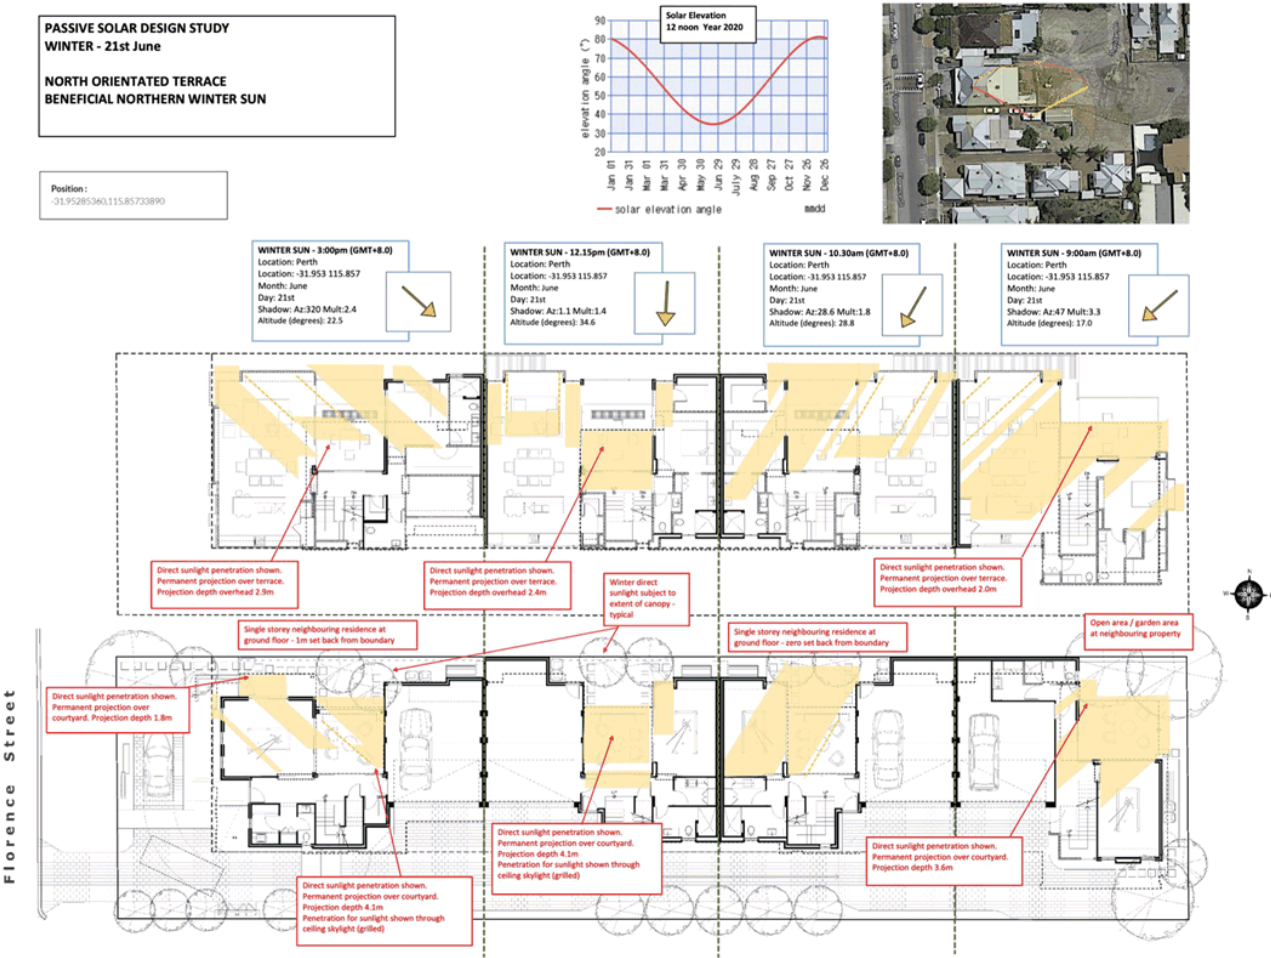 PASSIVE SOLAR DESIGN STUDY
WINTER - 21st June
NORTH ORIENTATED TERRACE
BENEFICIAL NORTHERN WINTER SUN
Position :
-31.95285360,115.85733890
Solar Elevation
12 noon Year 2020
elevation angle (°)
90
80
70
60
50
40
30
20
Jan 01
Jan 31
Mar 01
Mar 31
Apr 30
May 30
Jun 29
July 29
Aug 28
Sep 27
Oct 27
Nov 26
Dec 26
solar elevation angle
mmdd
WINTER SUN - 3:00pm (GMT+8.0)
Location: Perth
Location: -31.953 115.857
Month: June
Day: 21st
Shadow: Az:320 Mult:2.4
Altitude (degrees): 22.5
WINTER SUN - 12.15pm (GMT+8.0)
Location: Perth
Location: -31.953 115.857
Month: June
Day: 21st
Shadow: Az:1.1 Mult:1.4
Altitude (degrees): 34.6
WINTER SUN - 10.30am (GMT+8.0)
Location: Perth
Location: -31.953 115.857
Month: June
Day: 21st
Shadow: Az:28.6 Mult:1.8
Altitude (degrees): 28.8
WINTER SUN - 9:00am (GMT+8.0)
Location: Perth
Location: -31.953 115.857
Month: June
Day: 21st
Shadow: Az:47 Mult:3.3
Altitude (degrees): 17.0
Direct sunlight penetration shown.
Permanent projection over terrace.
Projection depth overhead 2.9m
Direct sunlight penetration shown.
Permanent projection over terrace.
Projection depth overhead 2.4m
Winter direct
sunlight subject to
extent of canopy -
typical
Direct sunlight penetration shown.
Permanent projection over terrace.
Projection depth overhead 2.0m
N
W
S
Single storey neighbouring residence at
ground floor - 1m set back from boundary
Single storey neighbouring residence at
ground floor - zero set back from boundary
Open area / garden area
at neighbouring property
Direct sunlight penetration shown.
Permanent projection over
courtyard. Projection depth 1.8m
Florence Street
Direct sunlight penetration shown.
Permanent projection over courtyard.
Projection depth 4.1m
Penetration for sunlight shown through
ceiling skylight (grilled)
Direct sunlight penetration shown.
Permanent projection over courtyard.
Projection depth 3.6m
Direct sunlight penetration shown.
Permanent projection over courtyard.
Projection depth 4.1m
Penetration for sunlight shown through
ceiling skylight (grilled)